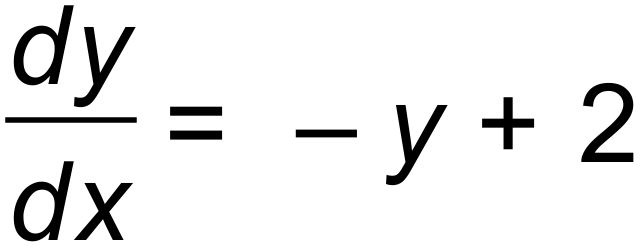 dy/dx = – y + 2